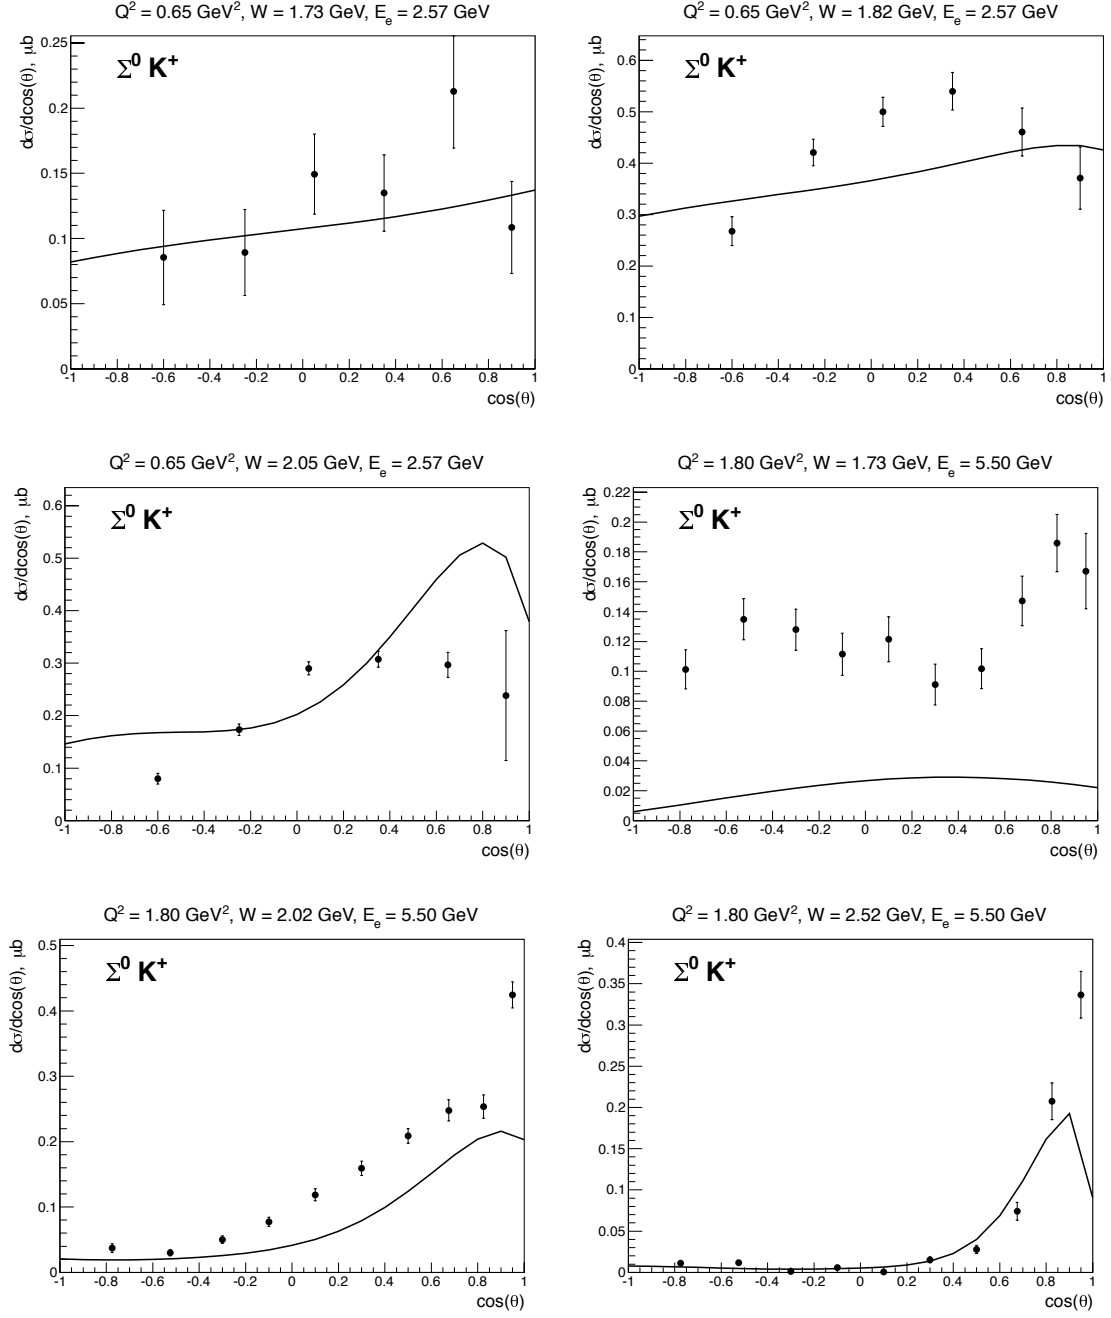 Q² = 0.65 GeV², W = 1.73 GeV, Eₑ = 2.57 GeV
dσ/dcos(θ), μb
Σ⁰ K⁺
0.25
0.2
0.15
0.1
0.05
0
-1 -0.8 -0.6 -0.4 -0.2 0 0.2 0.4 0.6 0.8 1
cos(θ)
Q² = 0.65 GeV², W = 1.82 GeV, Eₑ = 2.57 GeV
dσ/dcos(θ), μb
Σ⁰ K⁺
0.6
0.5
0.4
0.3
0.2
0.1
0
-1 -0.8 -0.6 -0.4 -0.2 0 0.2 0.4 0.6 0.8 1
cos(θ)
Q² = 0.65 GeV², W = 2.05 GeV, Eₑ = 2.57 GeV
dσ/dcos(θ), μb
Σ⁰ K⁺
0.6
0.5
0.4
0.3
0.2
0.1
0
-1 -0.8 -0.6 -0.4 -0.2 0 0.2 0.4 0.6 0.8 1
cos(θ)
Q² = 1.80 GeV², W = 1.73 GeV, Eₑ = 5.50 GeV
dσ/dcos(θ), μb
Σ⁰ K⁺
0.22
0.2
0.18
0.16
0.14
0.12
0.1
0.08
0.06
0.04
0.02
0
-1 -0.8 -0.6 -0.4 -0.2 0 0.2 0.4 0.6 0.8 1
cos(θ)
Q² = 1.80 GeV², W = 2.02 GeV, Eₑ = 5.50 GeV
dσ/dcos(θ), μb
Σ⁰ K⁺
0.5
0.4
0.3
0.2
0.1
0
-1 -0.8 -0.6 -0.4 -0.2 0 0.2 0.4 0.6 0.8 1
cos(θ)
Q² = 1.80 GeV², W = 2.52 GeV, Eₑ = 5.50 GeV
dσ/dcos(θ), μb
Σ⁰ K⁺
0.4
0.35
0.3
0.25
0.2
0.15
0.1
0.05
0
-1 -0.8 -0.6 -0.4 -0.2 0 0.2 0.4 0.6 0.8 1
cos(θ)